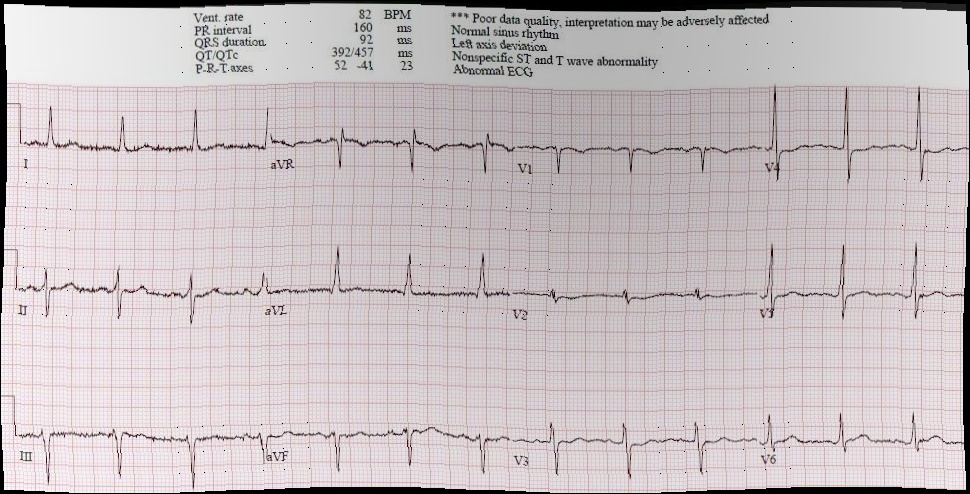 Vent. rate 82 BPM
PR interval 160 ms
QRS duration 92 ms
QT/QTc 392/457 ms
P-R-T axes 52 -41 23
*** Poor data quality, interpretation may be adversely affected
Normal sinus rhythm
Left axis deviation
Nonspecific ST and T wave abnormality
Abnormal ECG
I aVR V1 V4
II aVL V2 V5
III aVF V3 V6